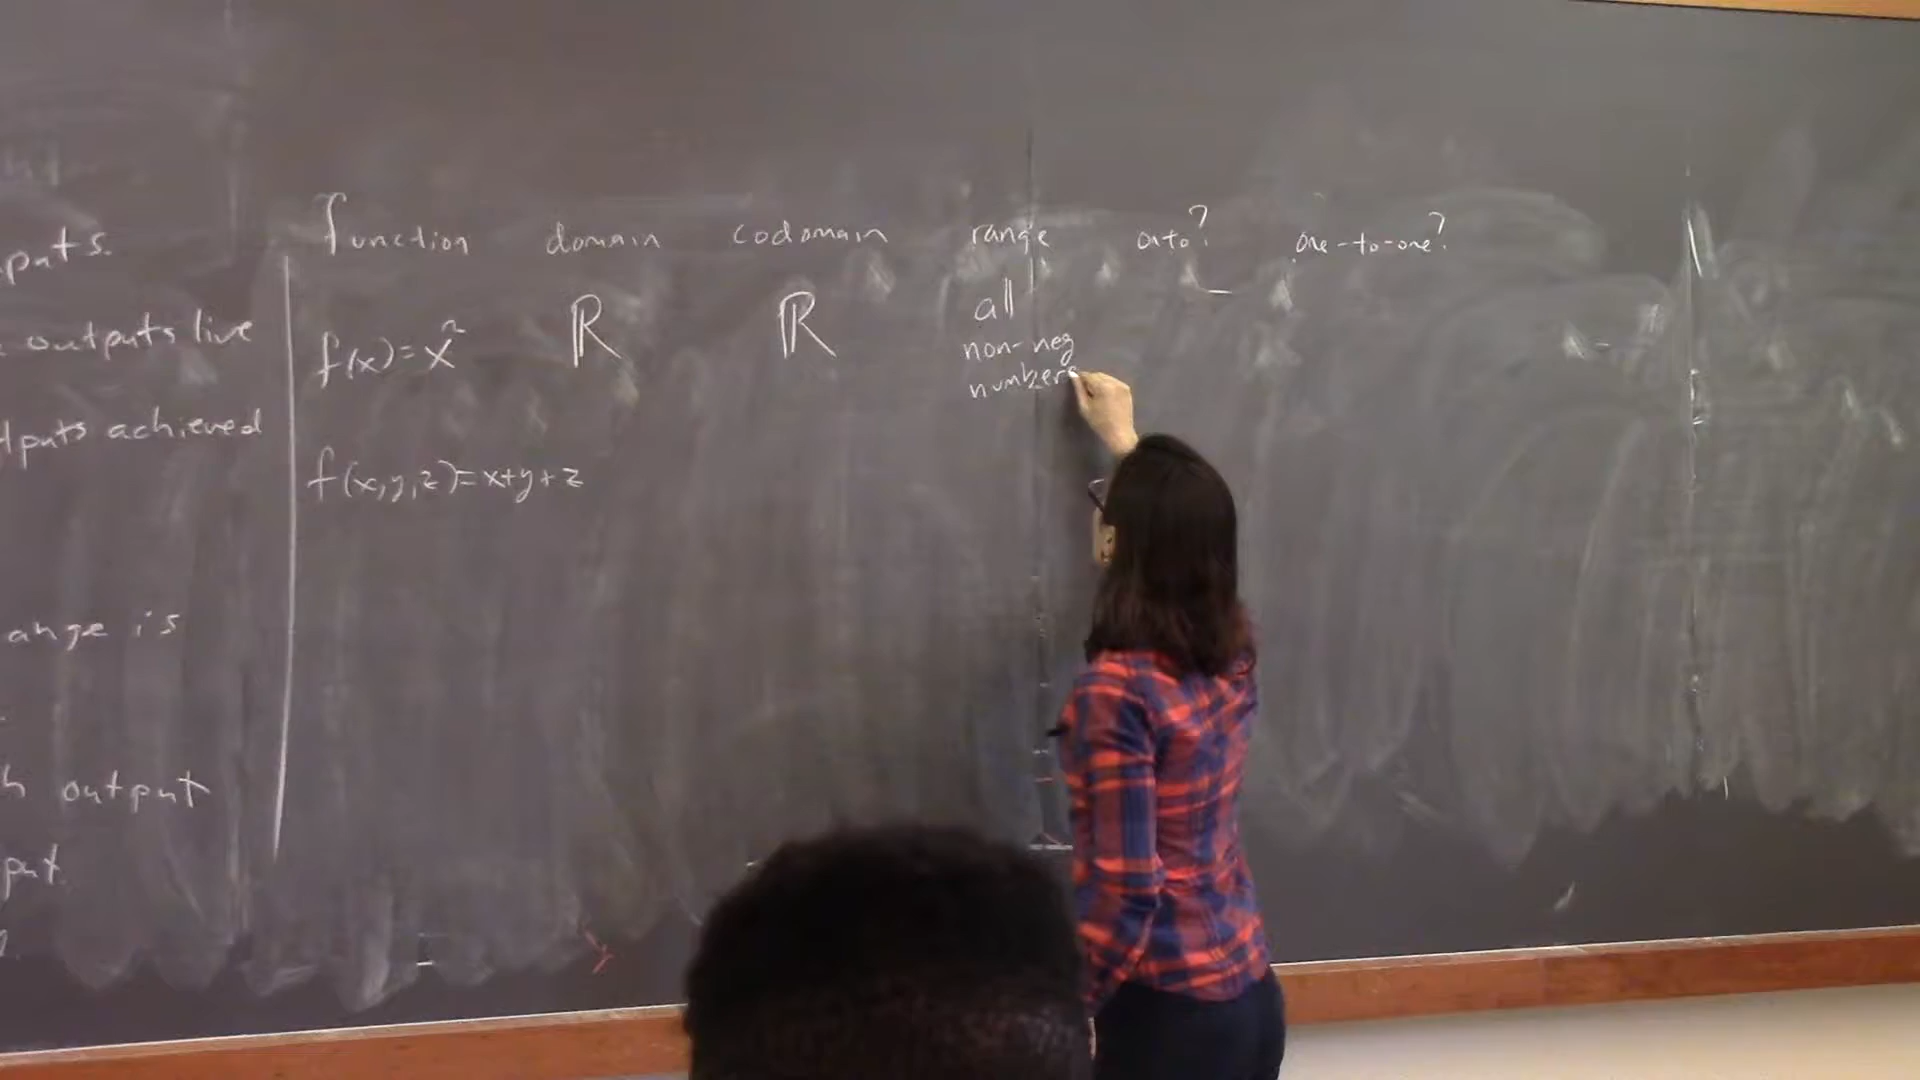 puts.
outputs live
tputs achieved
ange is
h output
put.
function domain codomain range onto? one-to-one?
f(x)=x² ℝ ℝ all
non-neg
numbers
f(x,y,z)=x+y+z